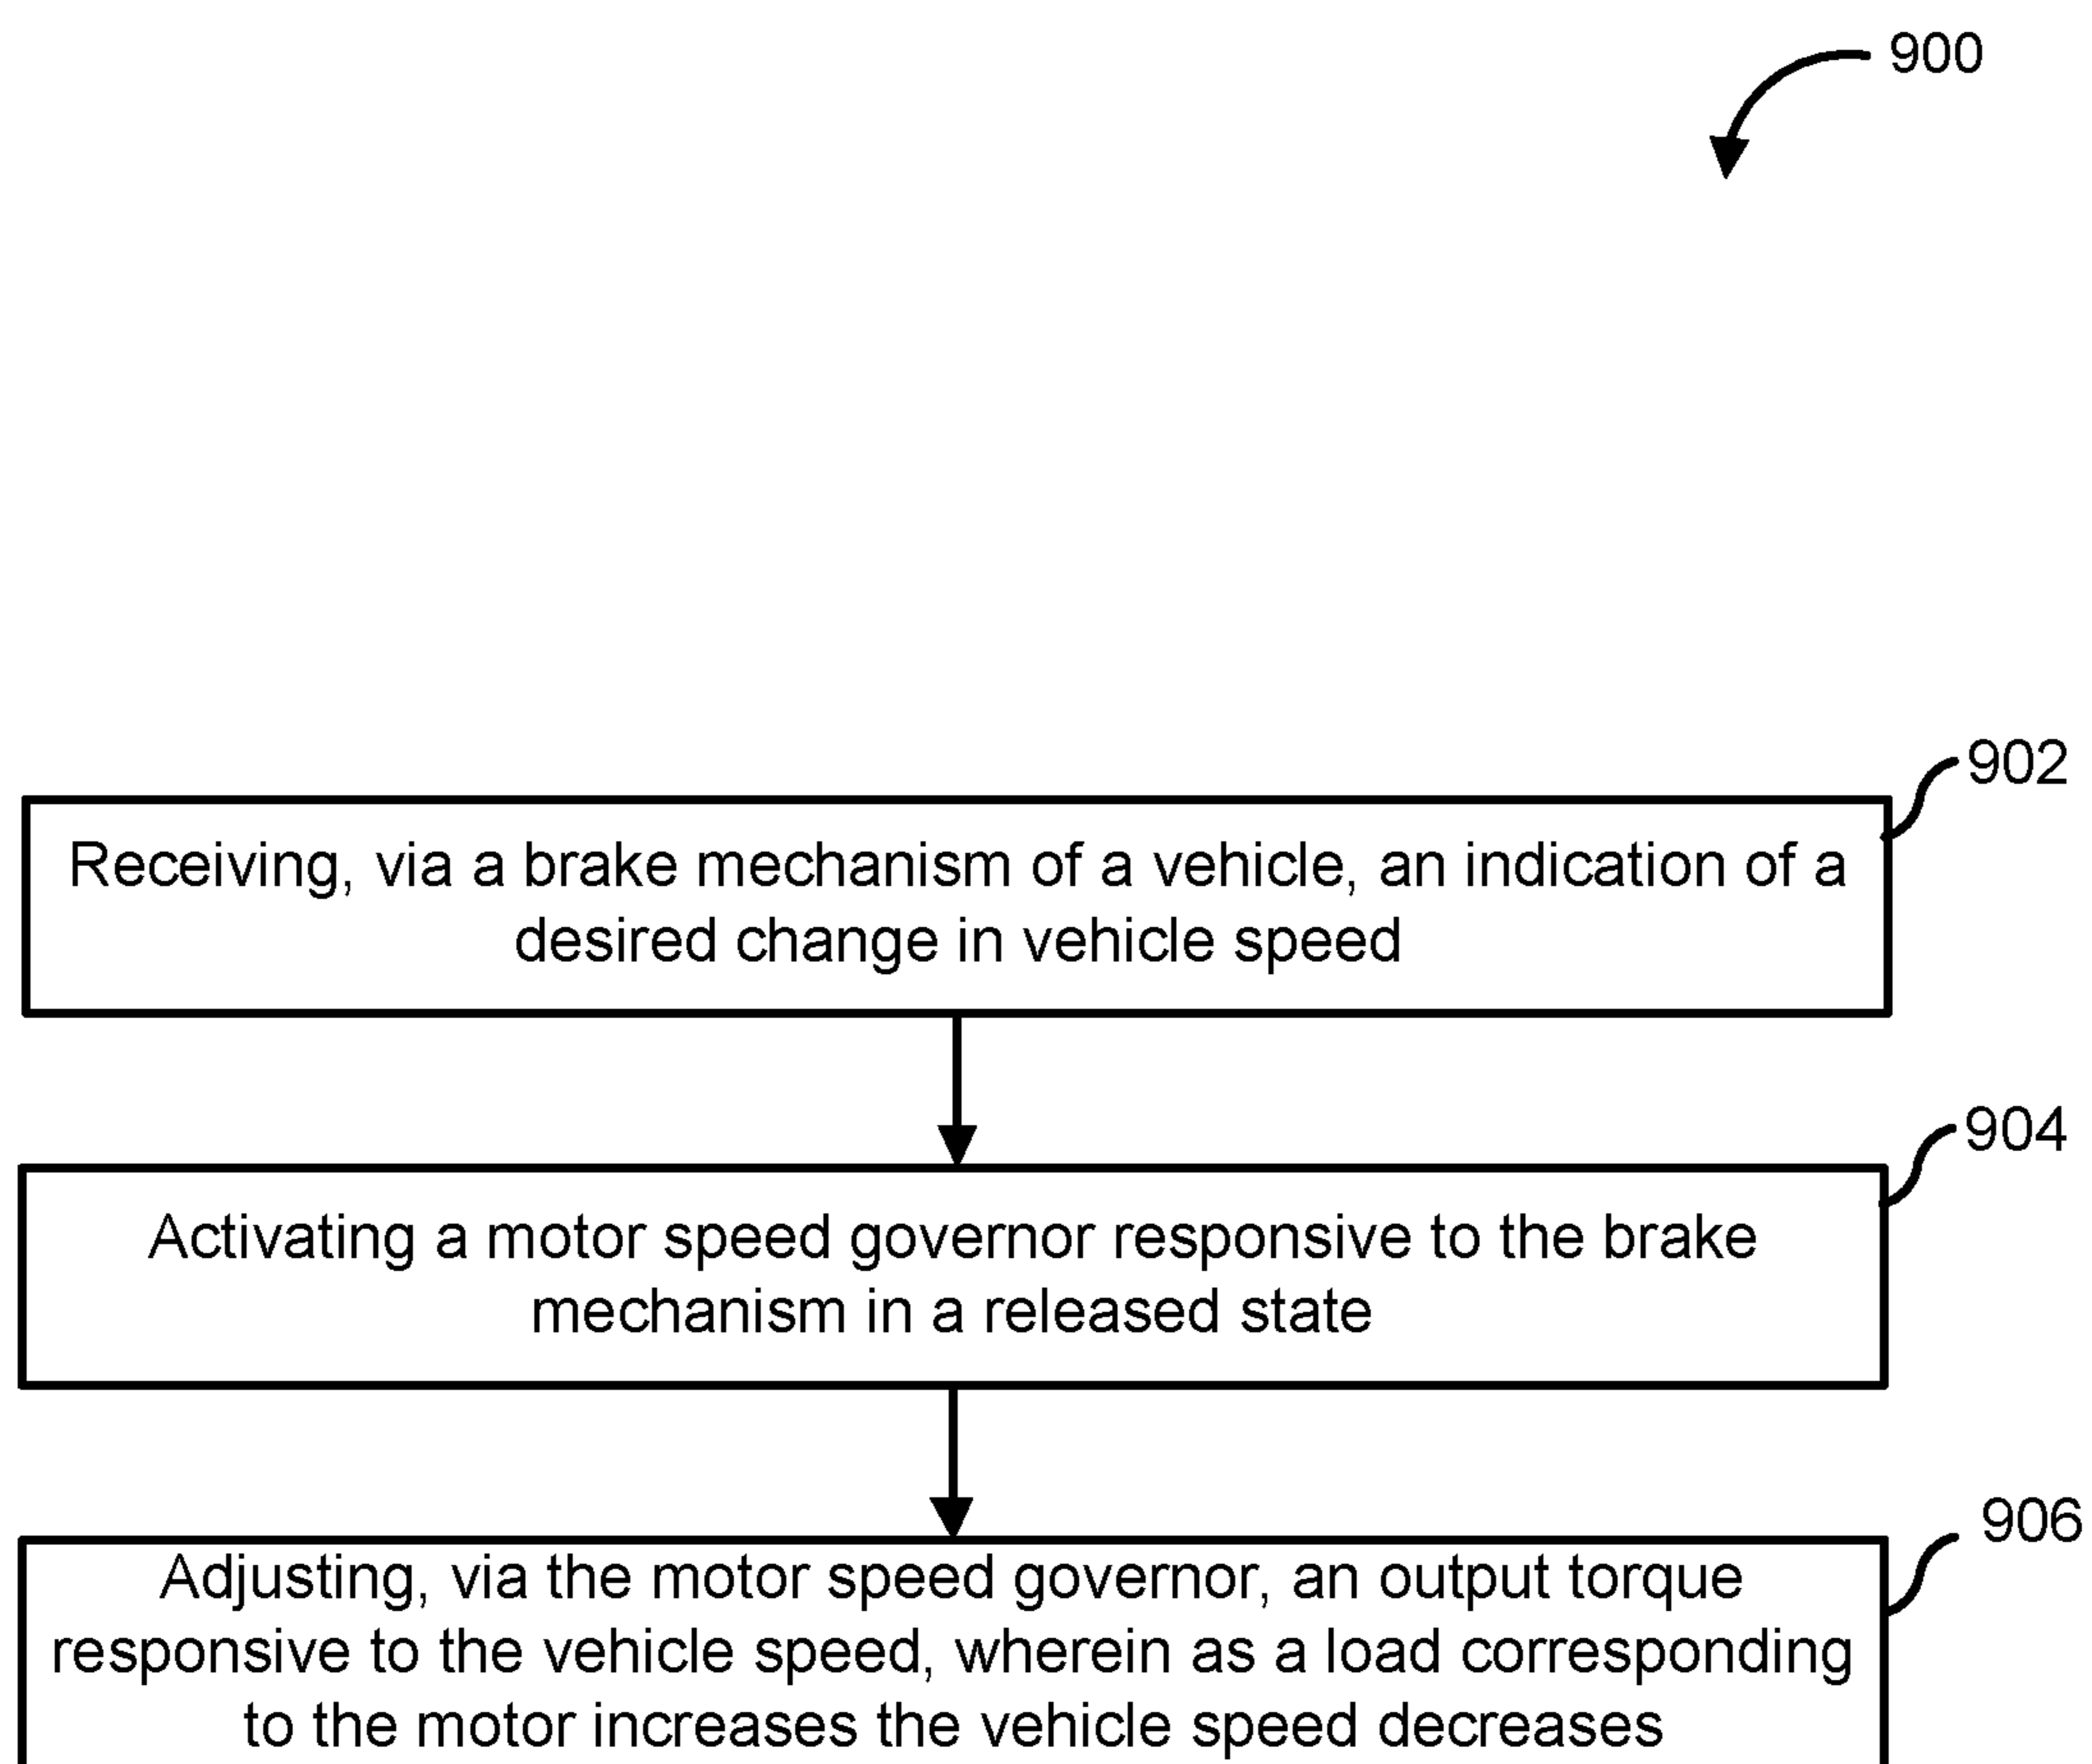 900
902
Receiving, via a brake mechanism of a vehicle, an indication of a
desired change in vehicle speed
904
Activating a motor speed governor responsive to the brake
mechanism in a released state
906
Adjusting, via the motor speed governor, an output torque
responsive to the vehicle speed, wherein as a load corresponding
to the motor increases the vehicle speed decreases